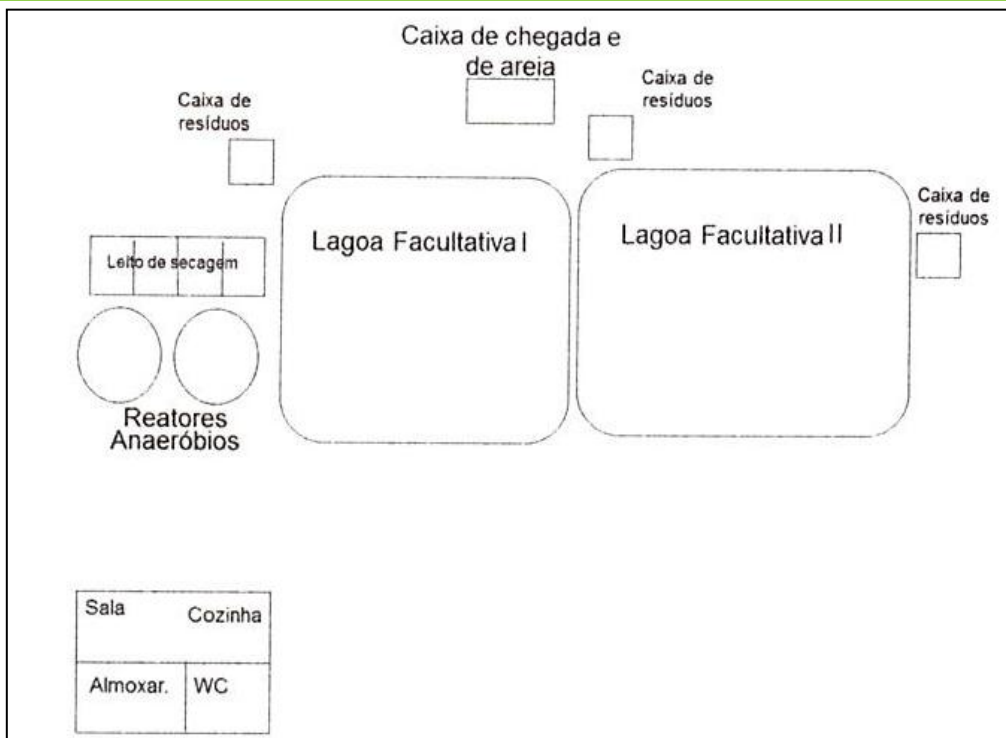 Caixa de chegada e
de areia
Caixa de
resíduos
Caixa de
resíduos
Caixa de
resíduos
Lagoa Facultativa I
Lagoa Facultativa II
Leito de secagem
Reatores
Anaeróbios
Sala
Cozinha
Almoxar.
WC